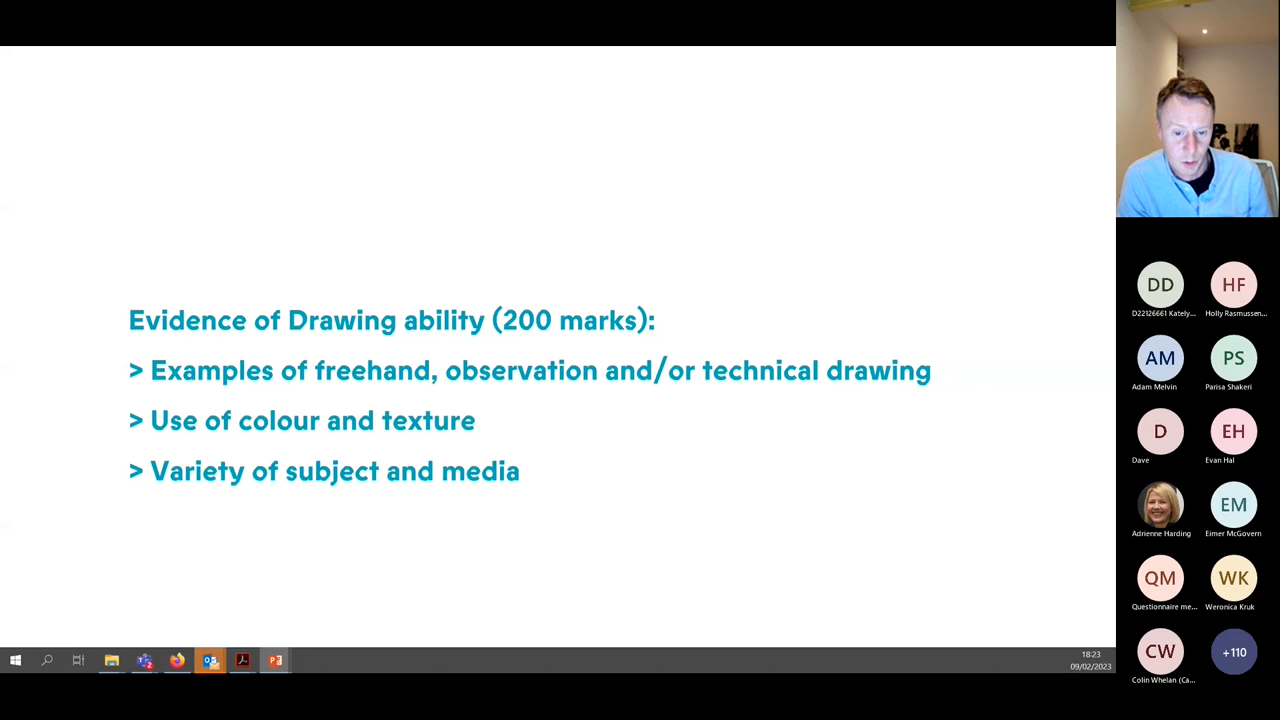 Evidence of Drawing ability (200 marks):
> Examples of freehand, observation and/or technical drawing
> Use of colour and texture
> Variety of subject and media
18:23
09/02/2023
DD
D22126661 Kately...
HF
Holly Rasmussen...
AM
Adam Melvin
PS
Parisa Shakeri
D
Dave
EH
Evan Hal
Adrienne Harding
EM
Eimer McGovern
QM
Questionnaire me...
WK
Weronica Kruk
CW
Colin Whelan (Ca...
+110